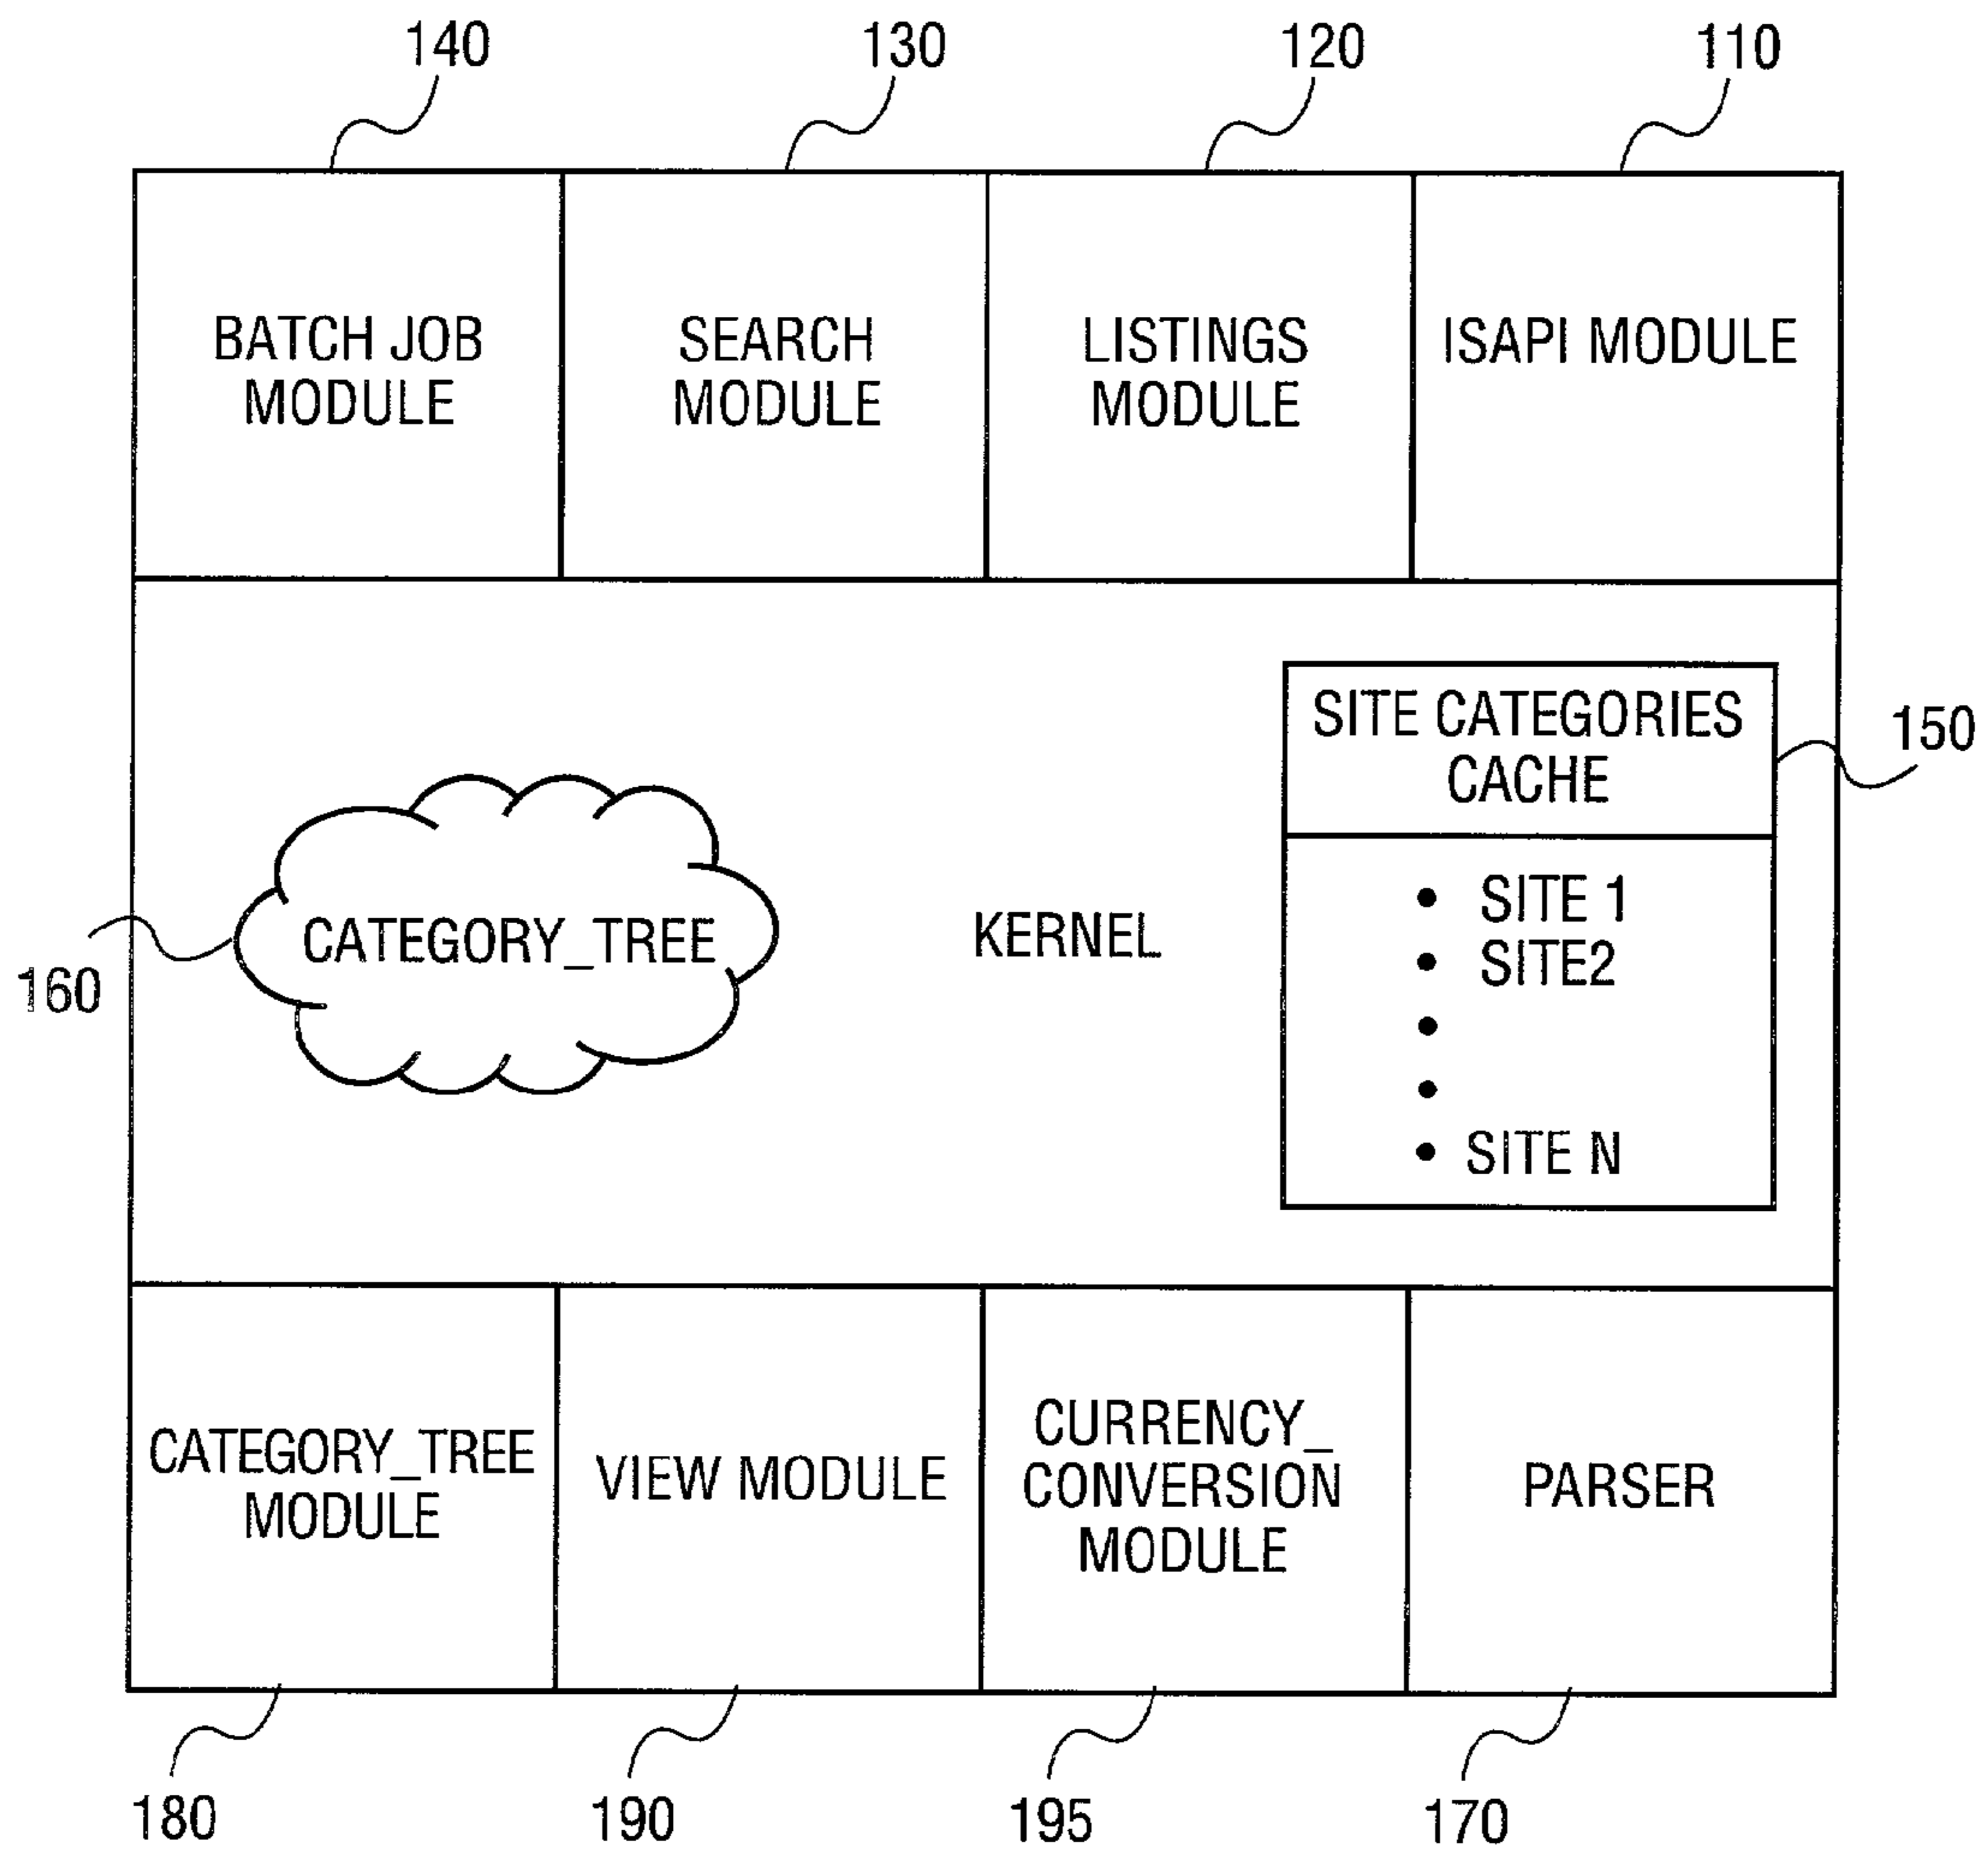 140 130 120 110
BATCH JOB
MODULE
SEARCH
MODULE
LISTINGS
MODULE
ISAPI MODULE
SITE CATEGORIES
CACHE
150
• SITE 1
• SITE2
•
•
• SITE N
CATEGORY_TREE
160
KERNEL
CATEGORY_TREE
MODULE
VIEW MODULE
CURRENCY_
CONVERSION
MODULE
PARSER
180 190 195 170